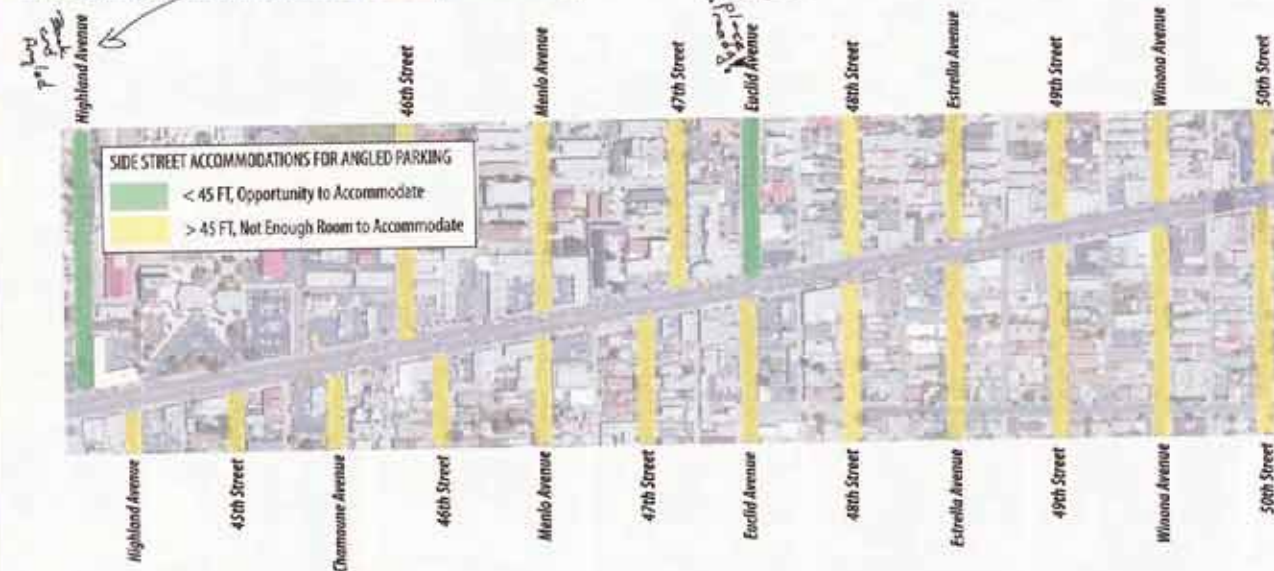 Highland Avenue
46th Street
Menlo Avenue
47th Street
Euclid Avenue
48th Street
Estrella Avenue
49th Street
Winona Avenue
50th Street
SIDE STREET ACCOMMODATIONS FOR ANGLED PARKING
< 45 FT, Opportunity to Accommodate
> 45 FT, Not Enough Room to Accommodate
Highland Avenue
45th Street
Chamoune Avenue
46th Street
Menlo Avenue
47th Street
Euclid Avenue
48th Street
Estrella Avenue
49th Street
Winona Avenue
50th Street